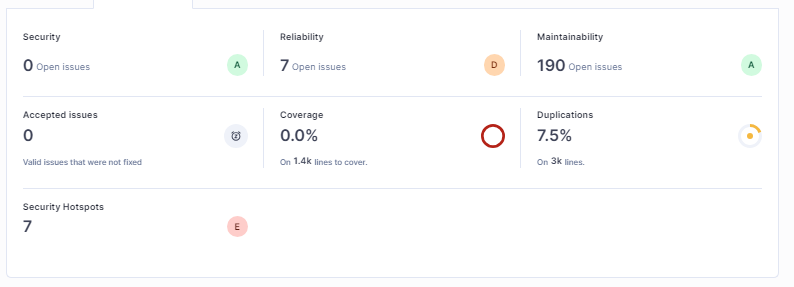 Security
0 Open issues
A
Reliability
7 Open issues
D
Maintainability
190 Open issues
A
Accepted issues
0
Valid issues that were not fixed
Coverage
0.0%
On 1.4k lines to cover.
Duplications
7.5%
On 3k lines.
Security Hotspots
7
E